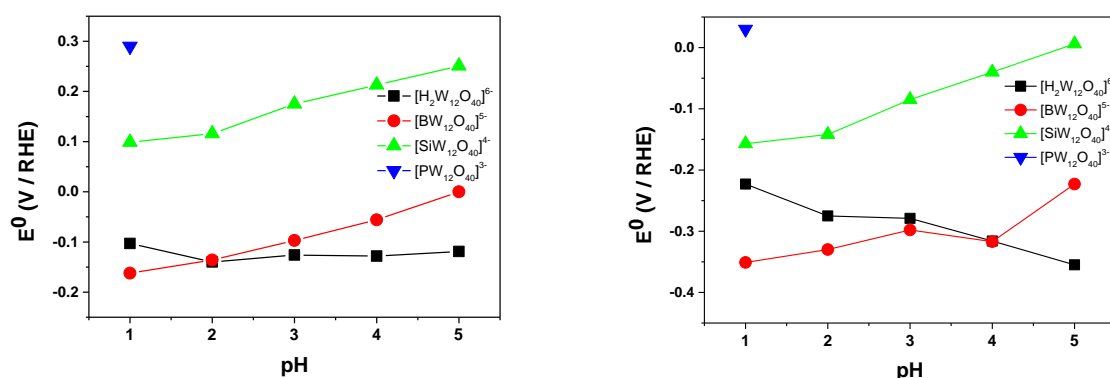 0.3
0.2
0.1
0.0
-0.1
-0.2
1 2 3 4 5
pH
E⁰ (V / RHE)
[H₂W₁₂O₄₀]⁶⁻
[BW₁₂O₄₀]⁵⁻
[SiW₁₂O₄₀]⁴⁻
[PW₁₂O₄₀]³⁻
0.0
-0.1
-0.2
-0.3
-0.4
1 2 3 4 5
pH
E⁰ (V / RHE)
[H₂W₁₂O₄₀]⁶
[BW₁₂O₄₀]⁵⁻
[SiW₁₂O₄₀]⁴
[PW₁₂O₄₀]³⁻